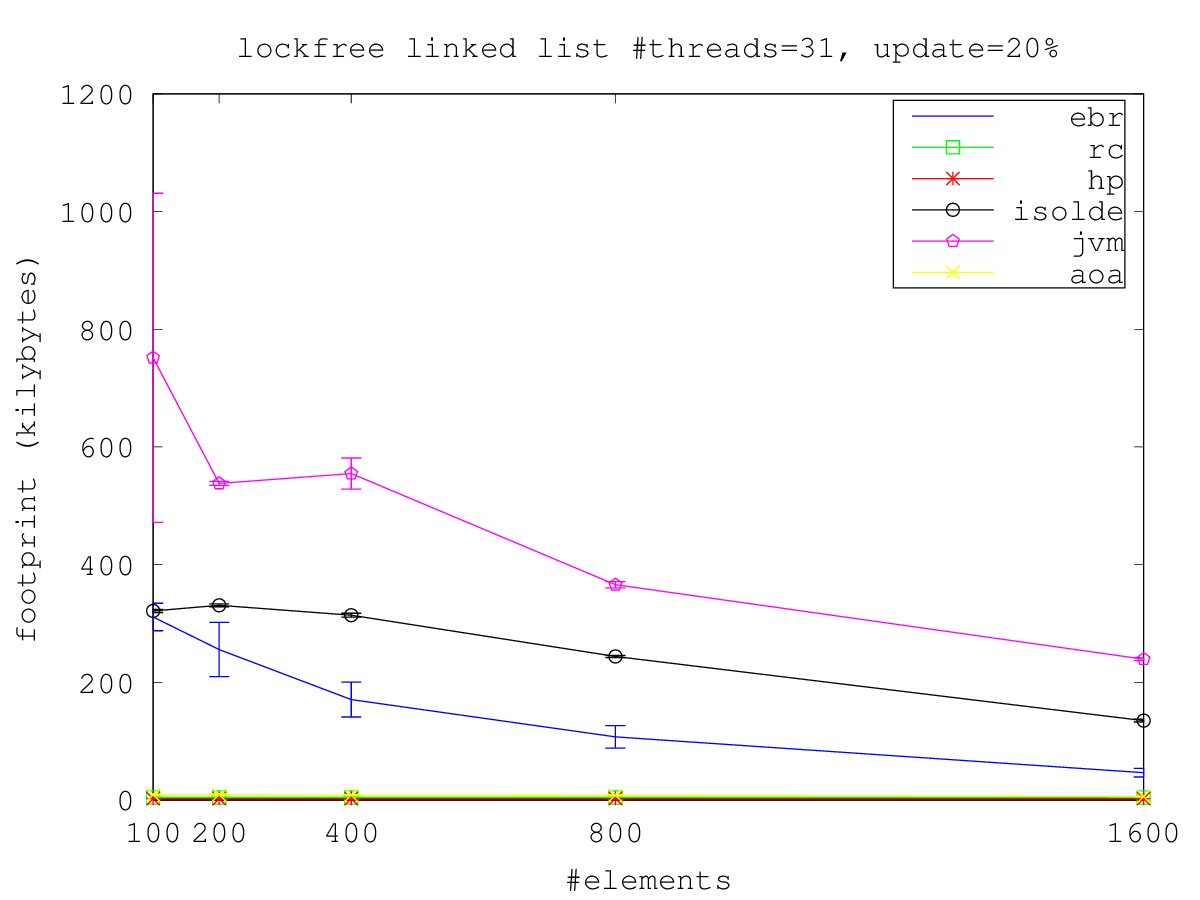 lockfree linked list #threads=31, update=20%
1200
1000
800
600
400
200
0
footprint (kilybytes)
ebr
rc
hp
isolde
jvm
aoa
100 200 400 800 1600
#elements